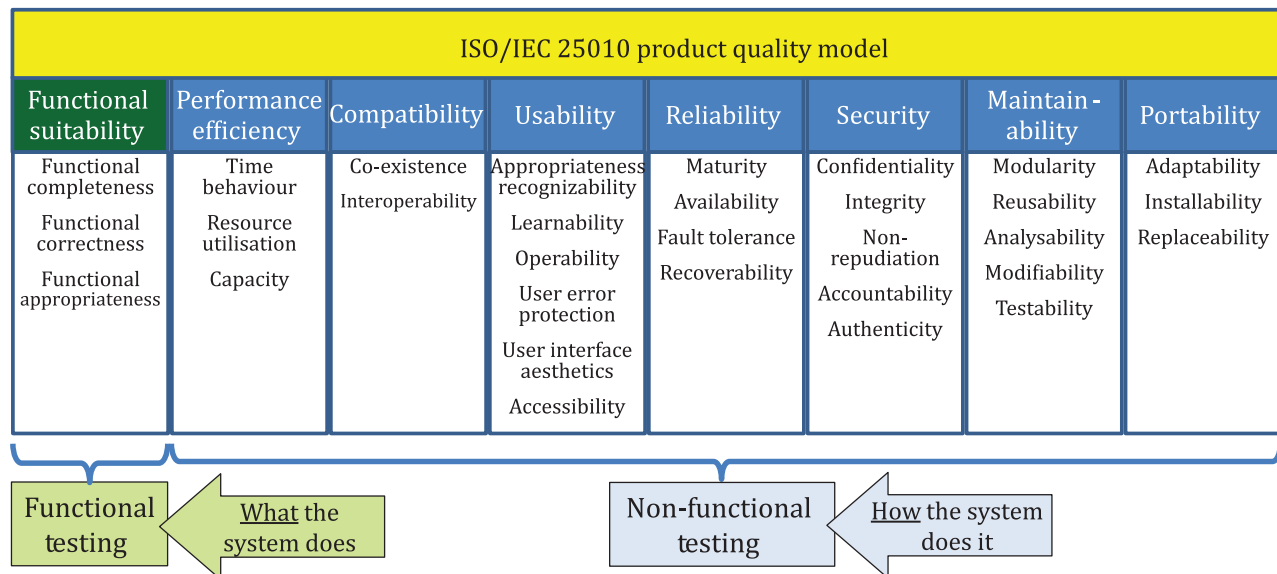 ISO/IEC 25010 product quality model
Functional
suitability
Performance
efficiency
Compatibility
Usability
Reliability
Security
Maintain-
ability
Portability
Functional
completeness
Functional
correctness
Functional
appropriateness
Time
behaviour
Resource
utilisation
Capacity
Co-existence
Interoperability
Appropriateness
recognizability
Learnability
Operability
User error
protection
User interface
aesthetics
Accessibility
Maturity
Availability
Fault tolerance
Recoverability
Confidentiality
Integrity
Non-
repudiation
Accountability
Authenticity
Modularity
Reusability
Analysability
Modifiability
Testability
Adaptability
Installability
Replaceability
Functional
testing
What the
system does
Non-functional
testing
How the system
does it